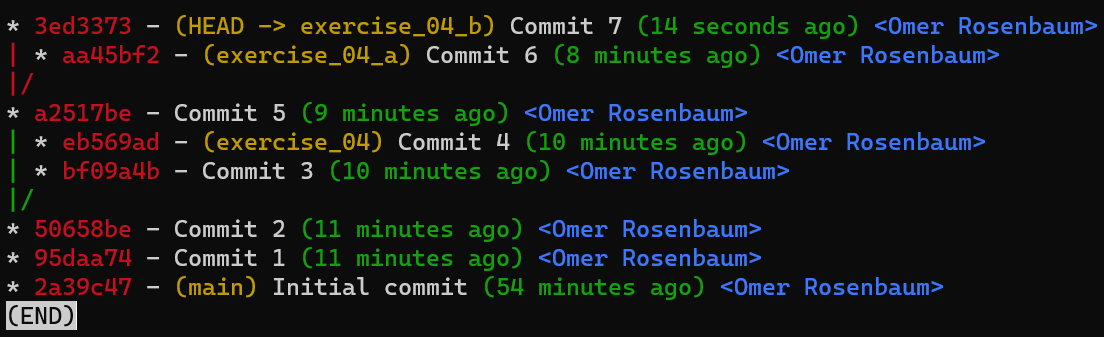 * 3ed3373 - (HEAD -> exercise_04_b) Commit 7 (14 seconds ago) <Omer Rosenbaum>
| * aa45bf2 - (exercise_04_a) Commit 6 (8 minutes ago) <Omer Rosenbaum>
|/
* a2517be - Commit 5 (9 minutes ago) <Omer Rosenbaum>
| * eb569ad - (exercise_04) Commit 4 (10 minutes ago) <Omer Rosenbaum>
| * bf09a4b - Commit 3 (10 minutes ago) <Omer Rosenbaum>
|/
* 50658be - Commit 2 (11 minutes ago) <Omer Rosenbaum>
* 95daa74 - Commit 1 (11 minutes ago) <Omer Rosenbaum>
* 2a39c47 - (main) Initial commit (54 minutes ago) <Omer Rosenbaum>
(END)